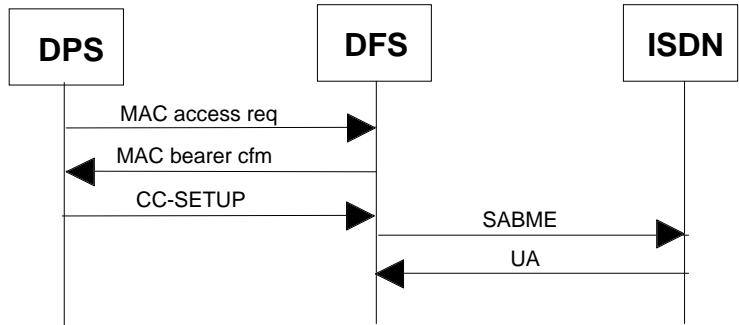 DPS
DFS
ISDN
MAC access req
MAC bearer cfm
CC-SETUP
SABME
UA